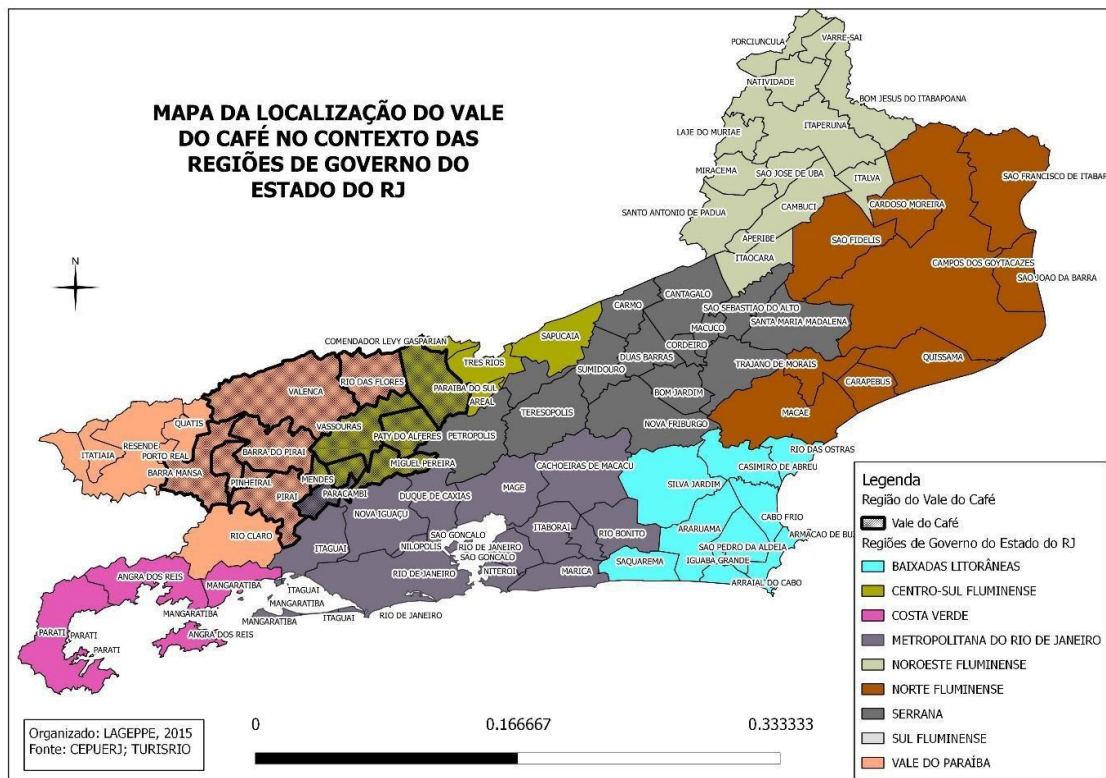 MAPA DA LOCALIZAÇÃO DO VALE
DO CAFÉ NO CONTEXTO DAS
REGIÕES DE GOVERNO DO
ESTADO DO RJ
N
PORCIUNCULA
VARRE-SAI
NATIVIDADE
BOM JESUS DO ITABAPOANA
ITAPERUNA
LAJE DO MURIAE
MIRACEMA
SAO JOSE DE UBA
ITALVA
SAO FRANCISCO DE ITABAP
SANTO ANTONIO DE PADUA
CAMBUCI
CARDOSO MOREIRA
APERIBE
SAO FIDELIS
ITAOCARA
CAMPOS DOS GOYTACAZES
SAO JOAO DA BARRA
CANTAGALO
CARMO
SAO SEBASTIAO DO ALTO
SANTA MARIA MADALENA
MACUCO
SAPUCAIA
CORDEIRO
COMENDADOR LEVY GASPARIAN
TRES RIOS
DUAS BARRAS
QUISSAMA
TRAJANO DE MORAIS
SUMIDOURO
CARAPEBUS
VALENCA
RIO DAS FLORES
PARAIBA DO SUL
AREAL
BOM JARDIM
TERESOPOLIS
MACAE
QUATIS
VASSOURAS
PATY DO ALFERES
PETROPOLIS
NOVA FRIBURGO
RESENDE
ITATIAIA
PORTO REAL
BARRA DO PIRAI
RIO DAS OSTRAS
BARRA MANSA
MENDES
MIGUEL PEREIRA
CACHOEIRAS DE MACACU
CASIMIRO DE ABREU
PINHEIRAL
PIRAI
PARACAMBI
DUQUE DE CAXIAS
MAGE
SILVA JARDIM
NOVA IGUAÇU
CABO FRIO
RIO CLARO
ITAGUAI
NILOPOLIS
SAO GONCALO
RIO DE JANEIRO
SAO GONCALO
ITABORAI
RIO BONITO
ARARUAMA
ARMAÇAO DE BU
SAO PEDRO DA ALDEIA
IGUABA GRANDE
SAQUAREMA
ANGRA DOS REIS
MANGARATIBA
ITAGUAI
RIO DE JANEIRO
NITEROI
MARICA
ARRAIAL DO CABO
MANGARATIBA
MANGARATIBA
MANGARATIBA
ITAGUAI
RIO DE JANEIRO
PARATI
PARATI
PARATI
ANGRA DOS REIS
Legenda
Região do Vale do Café
Vale do Café
Regiões de Governo do Estado do RJ
BAIXADAS LITORÂNEAS
CENTRO-SUL FLUMINENSE
COSTA VERDE
METROPOLITANA DO RIO DE JANEIRO
NOROESTE FLUMINENSE
NORTE FLUMINENSE
SERRANA
SUL FLUMINENSE
VALE DO PARAÍBA
Organizado: LAGEPPE, 2015
Fonte: CEPUERJ; TURISRIO
0
0.166667
0.333333